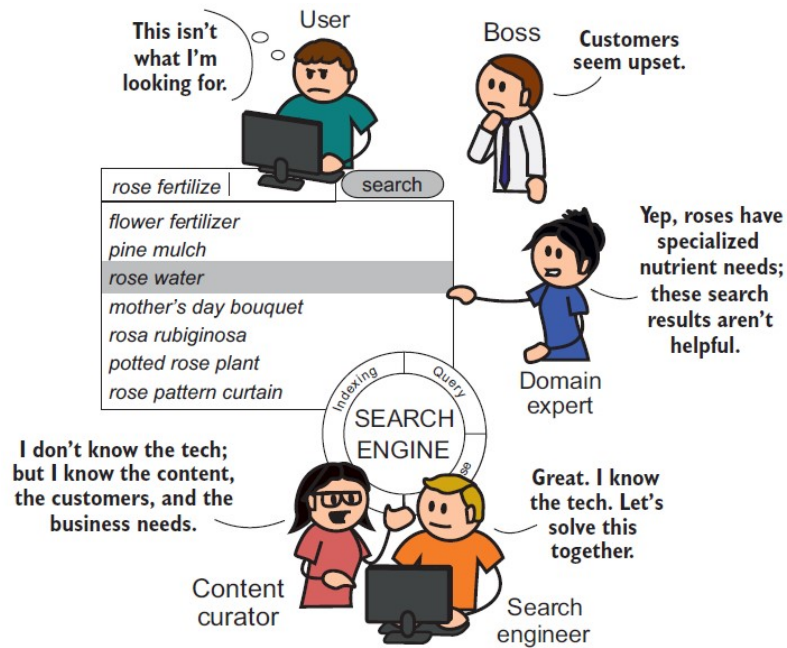 User
This isn't
what I'm
looking for.
Boss
Customers
seem upset.
rose fertilize
search
flower fertilizer
pine mulch
rose water
mother's day bouquet
rosa rubiginosa
potted rose plant
rose pattern curtain
Yep, roses have
specialized
nutrient needs;
these search
results aren't
helpful.
Domain
expert
Indexing
Query
SEARCH
ENGINE
I don't know the tech;
but I know the content,
the customers, and the
business needs.
Great. I know
the tech. Let's
solve this
together.
Content
curator
Search
engineer